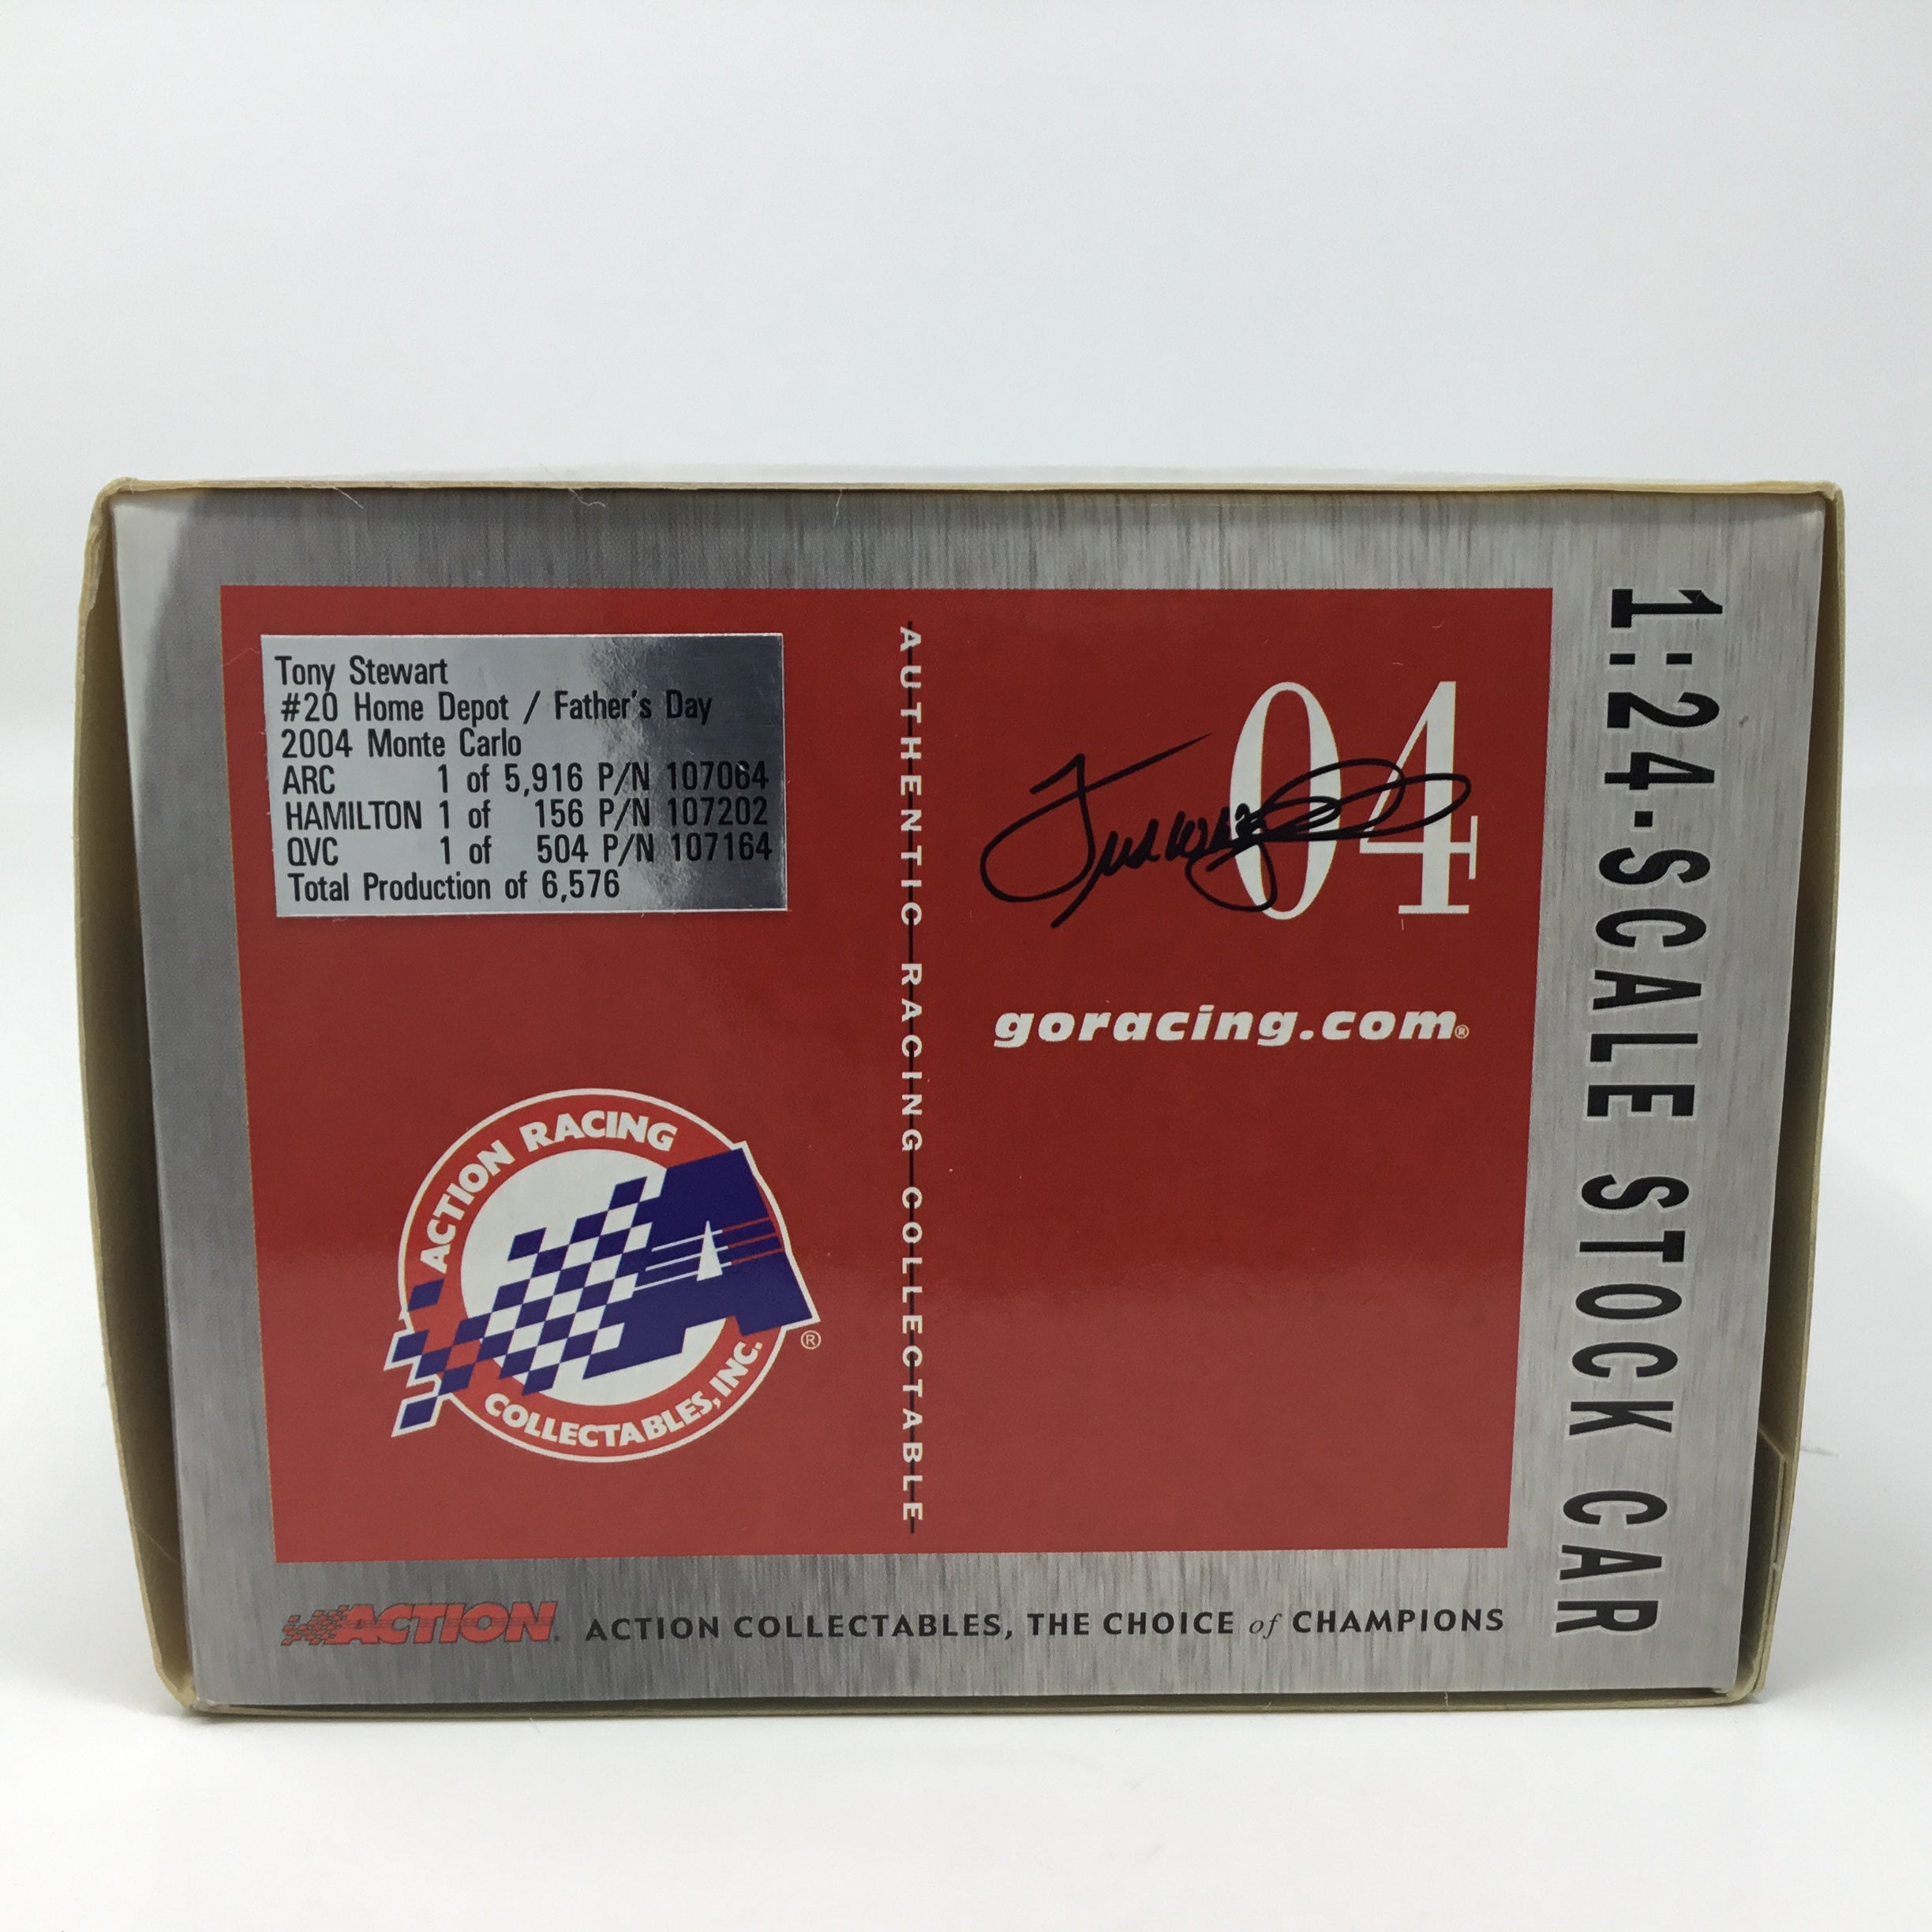 Tony Stewart
#20 Home Depot / Father's Day
2004 Monte Carlo
ARC 1 of 5,916 P/N 107064
HAMILTON 1 of 156 P/N 107202
QVC 1 of 504 P/N 107164
Total Production of 6,576
ACTION RACING
A
COLLECTABLES, INC.
®
AUTHENTIC RACING COLLECTABLE
04
goracing.com®
1:24-SCALE STOCK CAR
ACTION. ACTION COLLECTABLES, THE CHOICE of CHAMPIONS